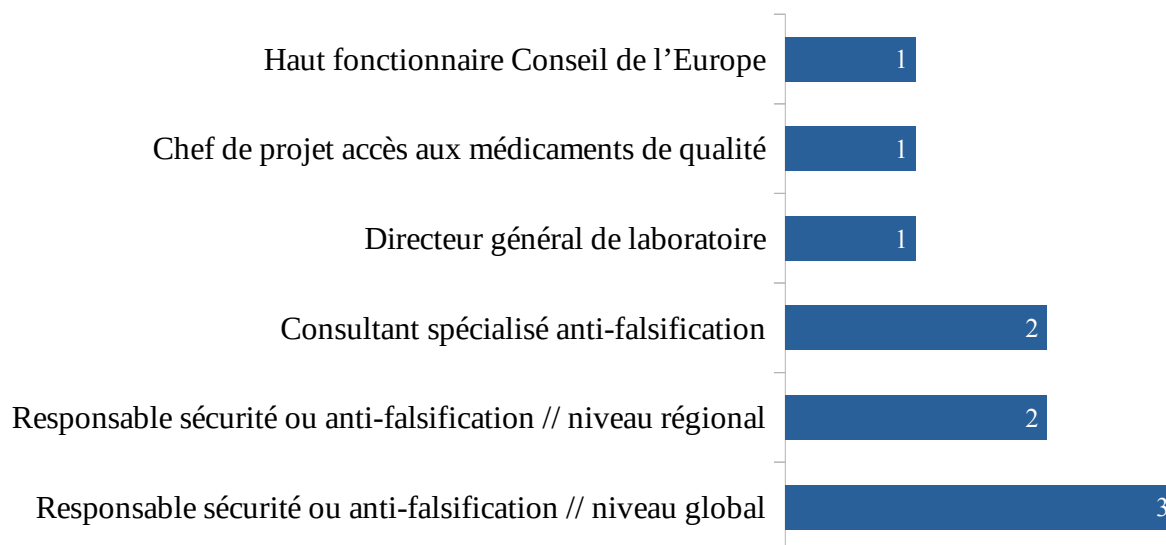 Haut fonctionnaire Conseil de l’Europe 1
Chef de projet accès aux médicaments de qualité 1
Directeur général de laboratoire 1
Consultant spécialisé anti-falsification 2
Responsable sécurité ou anti-falsification // niveau régional 2
Responsable sécurité ou anti-falsification // niveau global 3